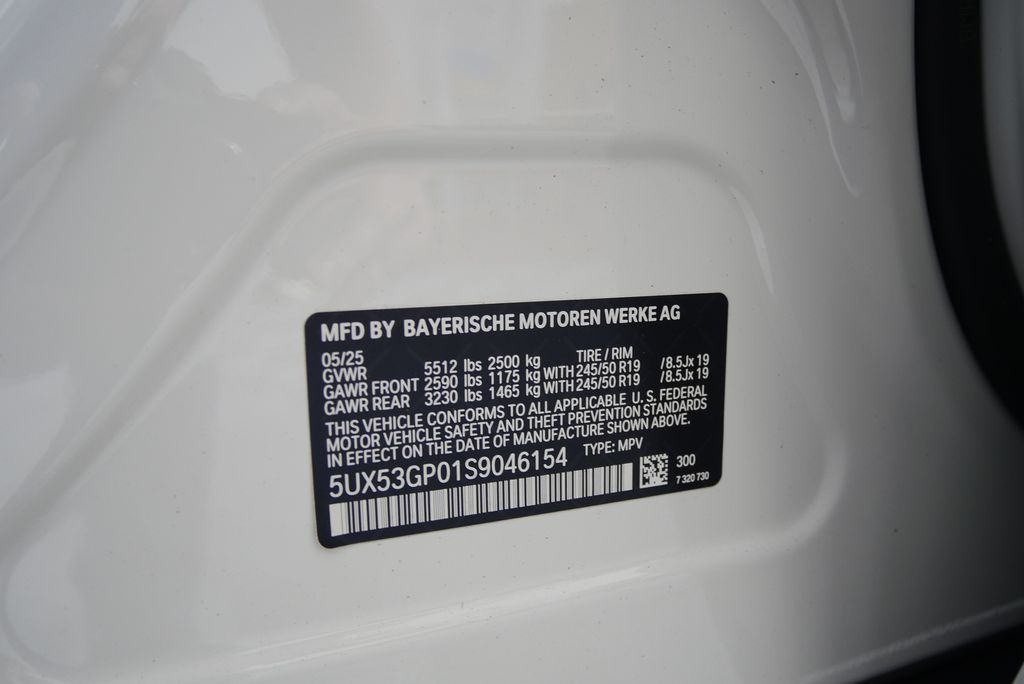 MFD BY BAYERISCHE MOTOREN WERKE AG
05/25
GVWR 5512 lbs 2500 kg TIRE / RIM
GAWR FRONT 2590 lbs 1175 kg WITH 245/50 R19 /8.5Jx 19
GAWR REAR 3230 lbs 1465 kg WITH 245/50 R19 /8.5Jx 19
THIS VEHICLE CONFORMS TO ALL APPLICABLE U. S. FEDERAL
MOTOR VEHICLE SAFETY AND THEFT PREVENTION STANDARDS
IN EFFECT ON THE DATE OF MANUFACTURE SHOWN ABOVE.
TYPE: MPV
5UX53GP01S9046154
300
7 320 730